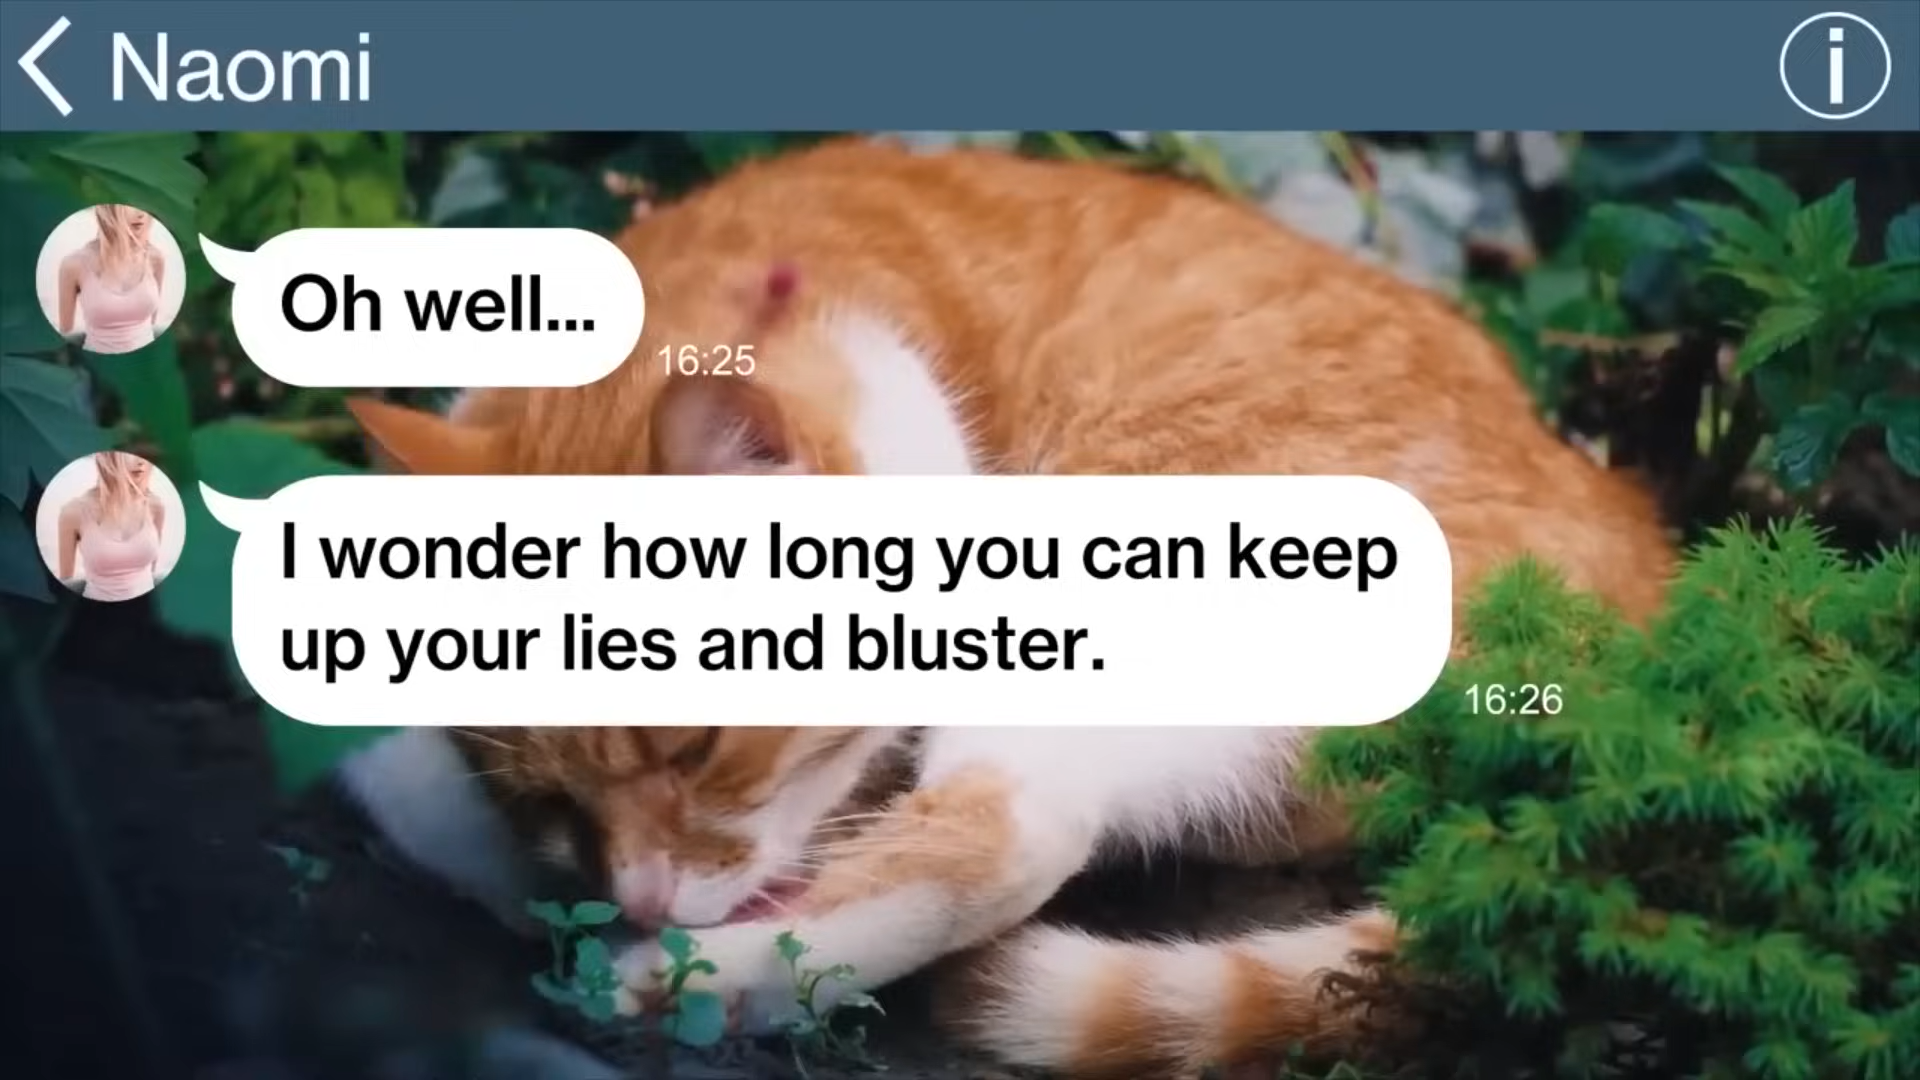 Naomi
Oh well...
16:25
I wonder how long you can keep
up your lies and bluster.
16:26